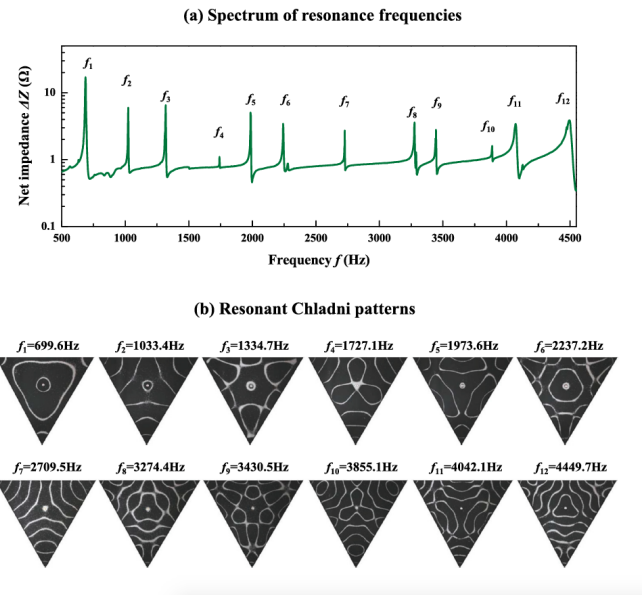 (a) Spectrum of resonance frequencies
Net impedance ΔZ (Ω)
10
1
0.1
f₁
f₂
f₃
f₄
f₅
f₆
f₇
f₈
f₉
f₁₀
f₁₁
f₁₂
500 1000 1500 2000 2500 3000 3500 4000 4500
Frequency f (Hz)
(b) Resonant Chladni patterns
f₁=699.6Hz f₂=1033.4Hz f₃=1334.7Hz f₄=1727.1Hz f₅=1973.6Hz f₆=2237.2Hz
f₇=2709.5Hz f₈=3274.4Hz f₉=3430.5Hz f₁₀=3855.1Hz f₁₁=4042.1Hz f₁₂=4449.7Hz